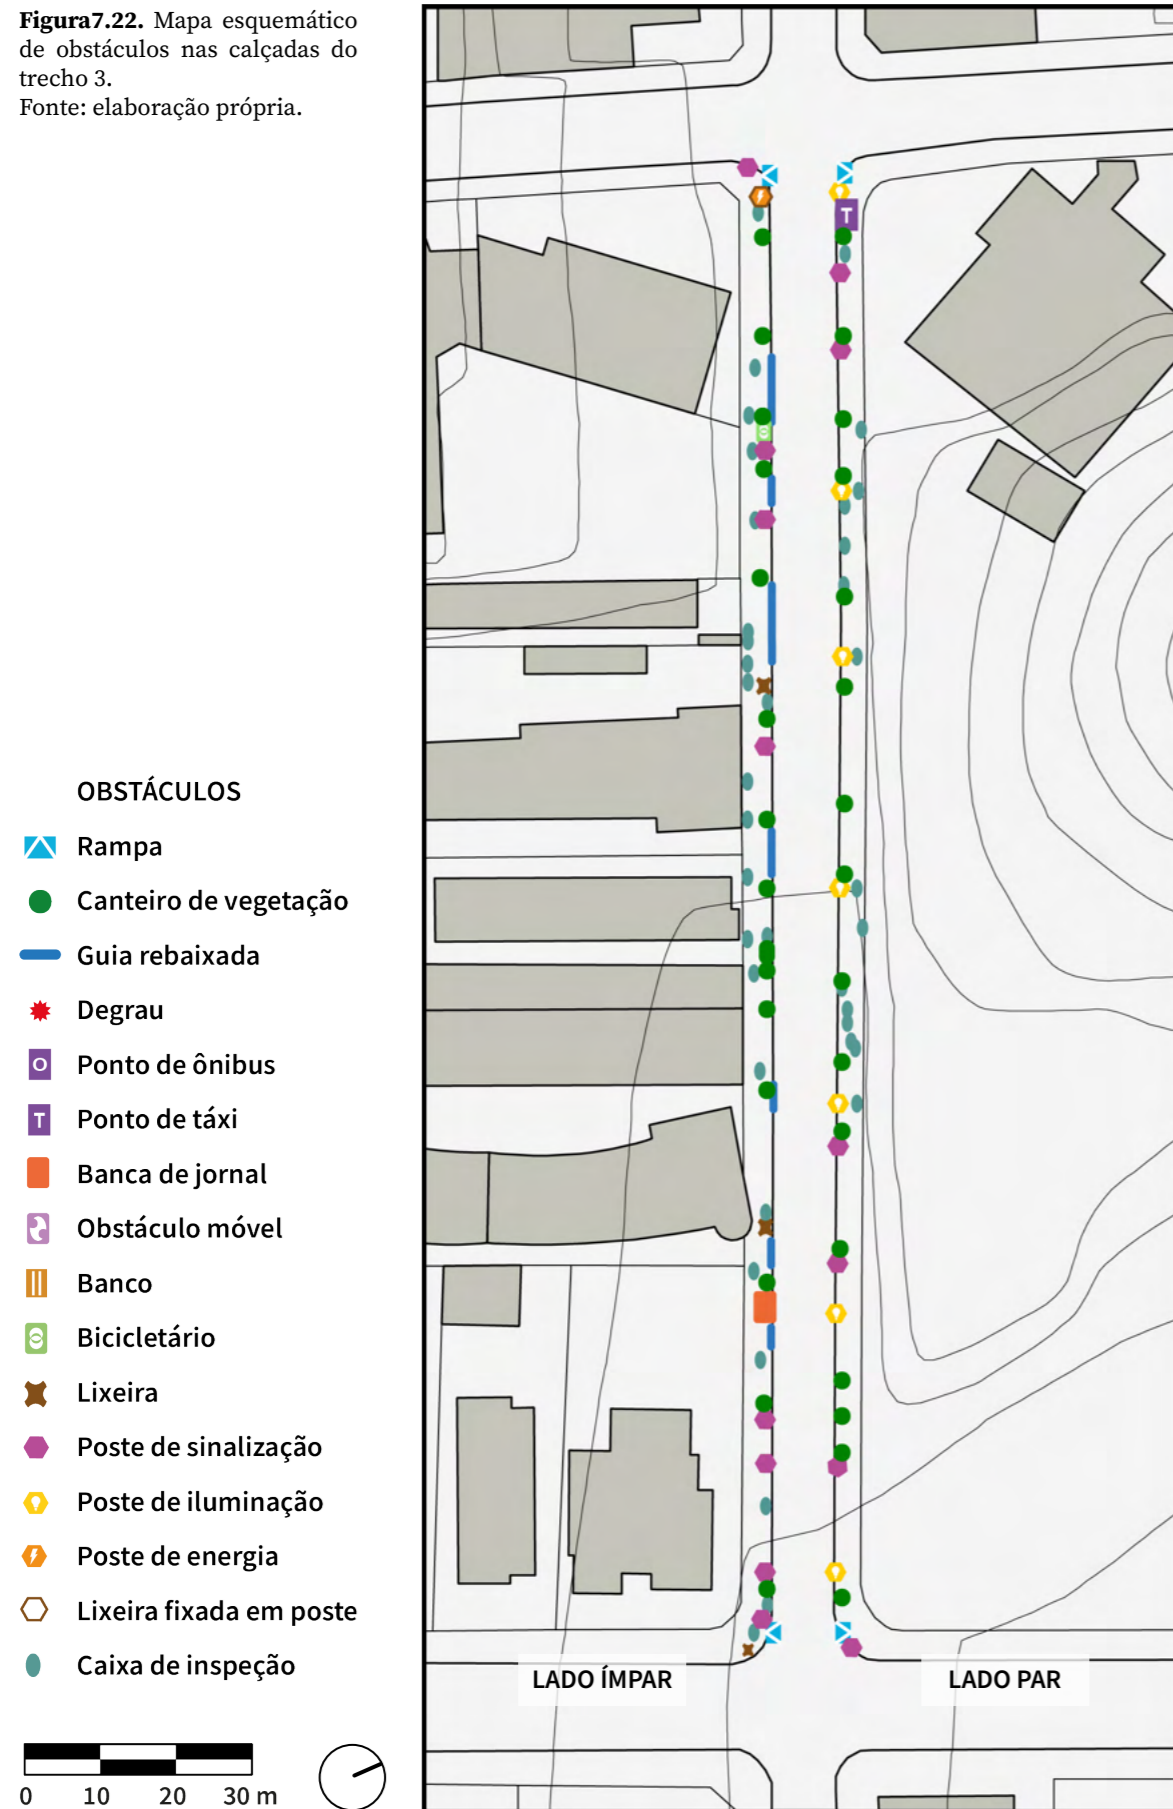 Figura7.22. Mapa esquemático
de obstáculos nas calçadas do
trecho 3.
Fonte: elaboração própria.
OBSTÁCULOS
Rampa
Canteiro de vegetação
Guia rebaixada
Degrau
O
Ponto de ônibus
T
Ponto de táxi
Banca de jornal
Obstáculo móvel
Banco
Bicicletário
Lixeira
Poste de sinalização
Poste de iluminação
Poste de energia
Lixeira fixada em poste
Caixa de inspeção
0 10 20 30 m
T
LADO ÍMPAR
LADO PAR